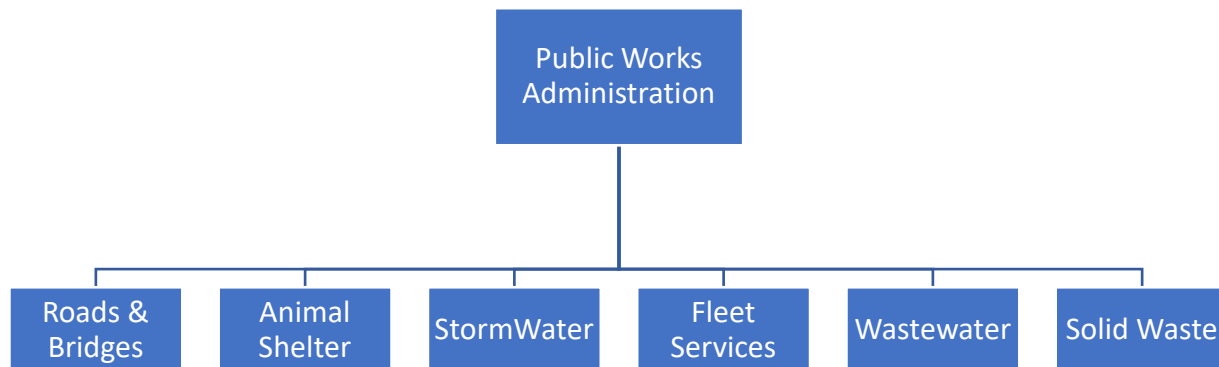 Public Works
Administration
Roads &
Bridges
Animal
Shelter
StormWater
Fleet
Services
Wastewater
Solid Waste